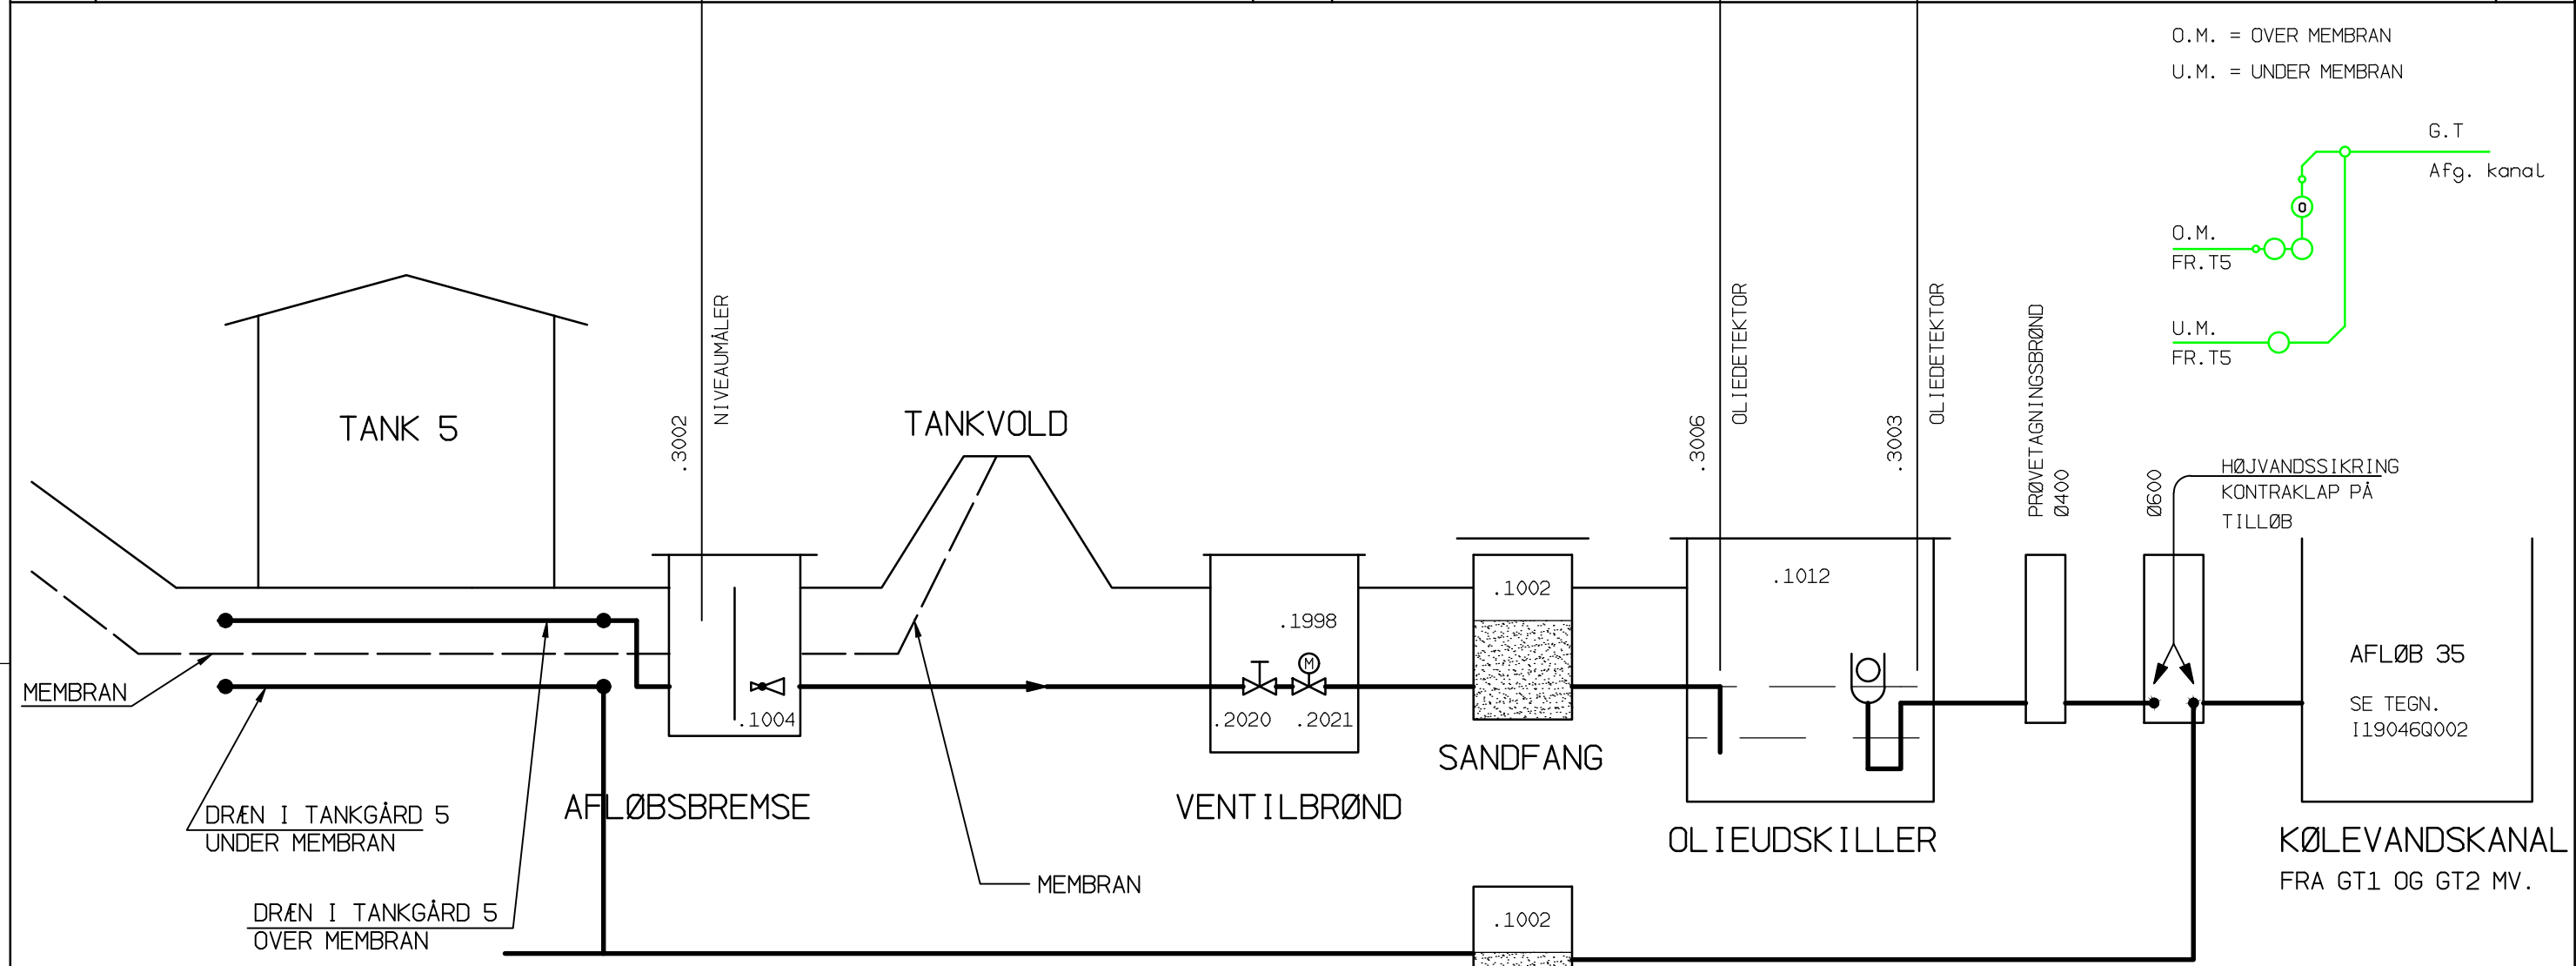 O.M. = OVER MEMBRAN
U.M. = UNDER MEMBRAN
G.T
Afg. kanal
O
O.M.
FR.T5
U.M.
FR.T5
TANK 5
.3002
NIVEAUMÅLER
TANKVOLD
.3006
OLIEDETEKTOR
.3003
OLIEDETEKTOR
PRØVETAGNINGSBRØND
Ø400
Ø600
HØJVANDSSIKRING
KONTRAKLAP PÅ
TILLØB
.1002
.1012
.1998
M
MEMBRAN
.1004
.2020
.2021
AFLØB 35
SE TEGN.
I19046Q002
SANDFANG
AFLØBSBREMSE
VENTILBRØND
OLIEUDSKILLER
KØLEVANDSKANAL
FRA GT1 OG GT2 MV.
DRÆN I TANKGÅRD 5
UNDER MEMBRAN
MEMBRAN
DRÆN I TANKGÅRD 5
OVER MEMBRAN
.1002